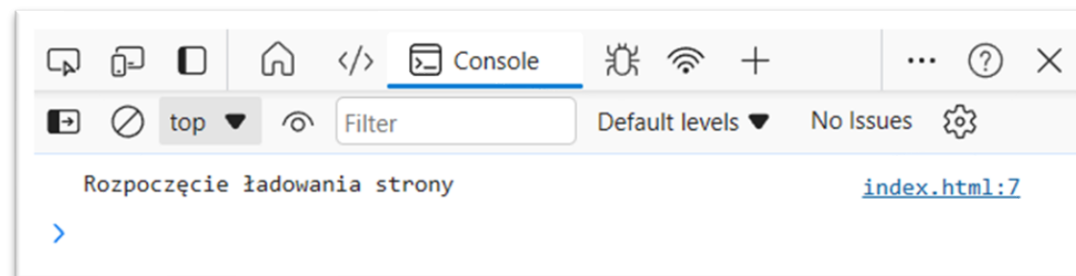 Console
top Filter Default levels No Issues
Rozpoczęcie ładowania strony index.html:7